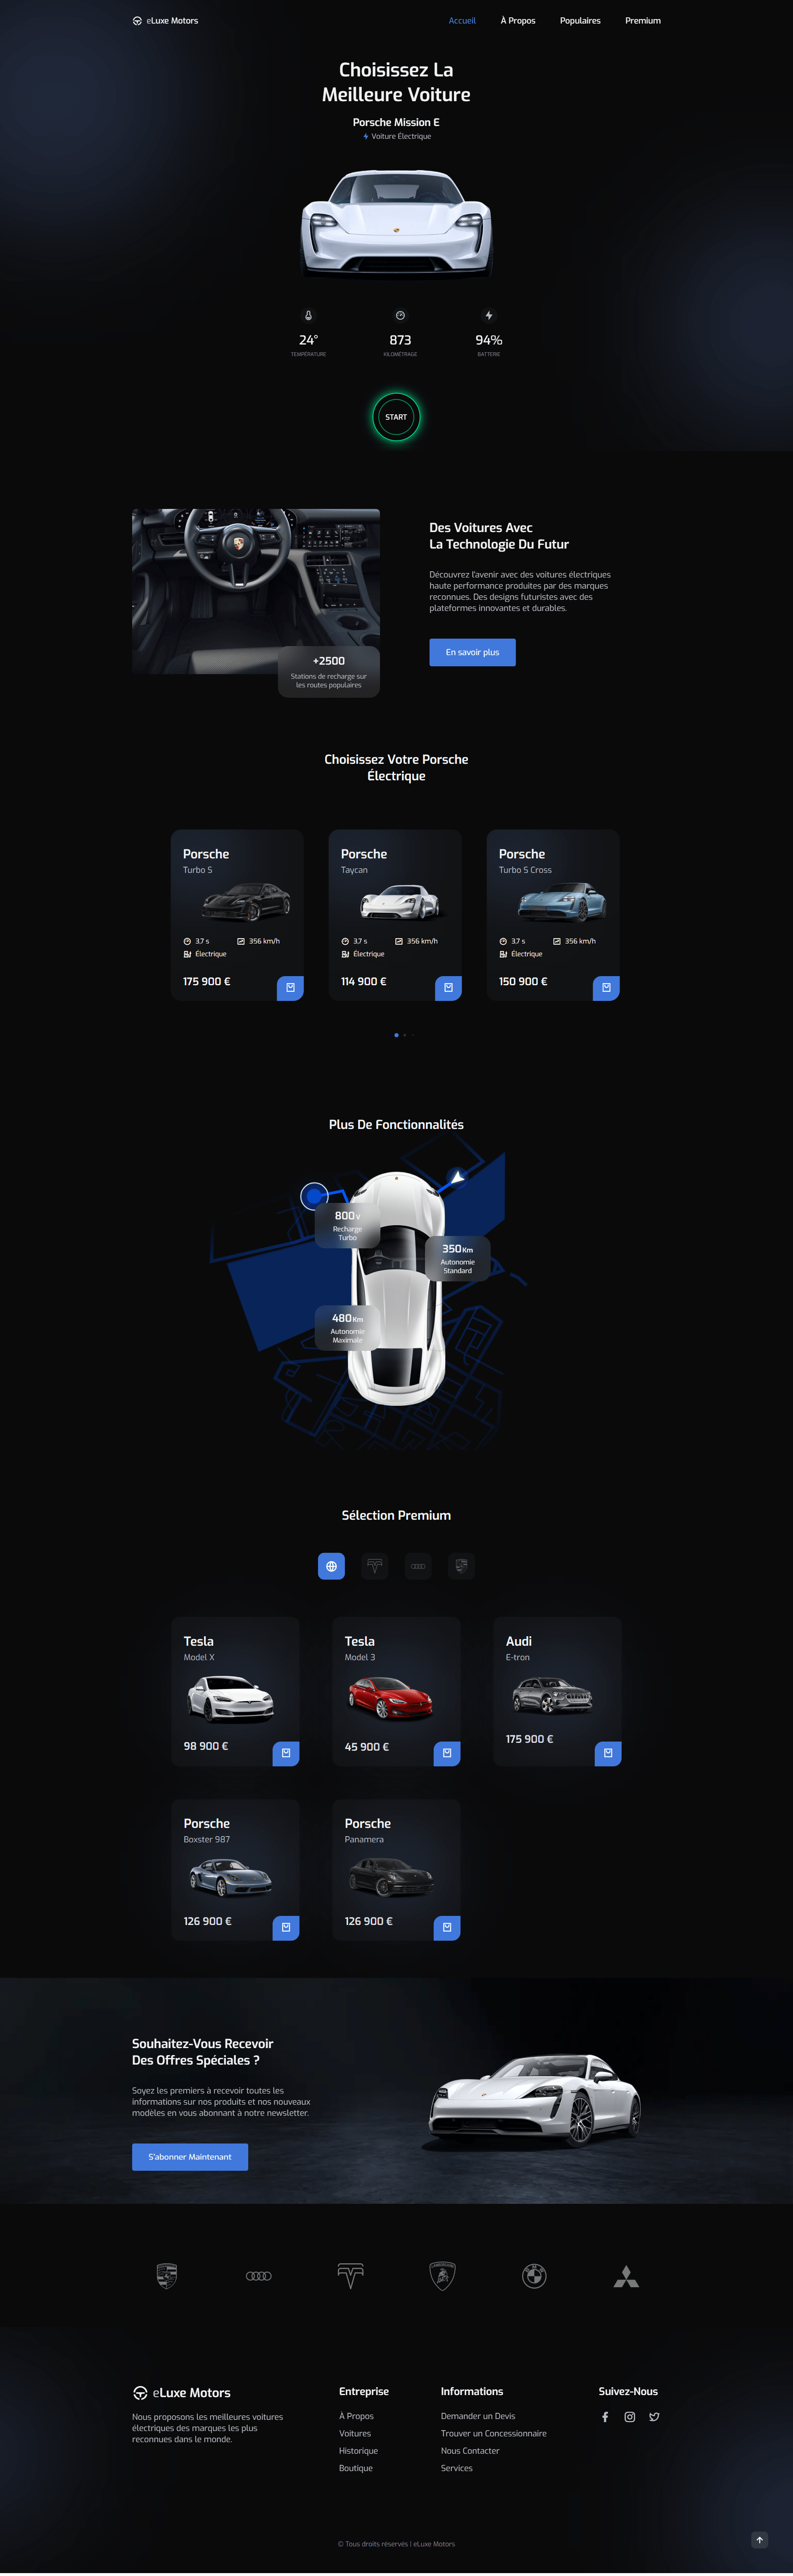 eLuxe Motors
Accueil
À Propos
Populaires
Premium
Choisissez La
Meilleure Voiture
Porsche Mission E
Voiture Électrique
24°
TEMPÉRATURE
873
KILOMÉTRAGE
94%
BATTERIE
START
Des Voitures Avec
La Technologie Du Futur
Découvrez l'avenir avec des voitures électriques
haute performance produites par des marques
reconnues. Des designs futuristes avec des
plateformes innovantes et durables.
En savoir plus
+2500
Stations de recharge sur
les routes populaires
Choisissez Votre Porsche
Électrique
Porsche
Turbo S
3,7 s
356 km/h
Électrique
175 900 €
Porsche
Taycan
3,7 s
356 km/h
Électrique
114 900 €
Porsche
Turbo S Cross
3,7 s
356 km/h
Électrique
150 900 €
Plus De Fonctionnalités
800 V
Recharge
Turbo
350 Km
Autonomie
Standard
480 Km
Autonomie
Maximale
Sélection Premium
Tesla
Model X
98 900 €
Tesla
Model 3
45 900 €
Audi
E-tron
175 900 €
Porsche
Boxster 987
126 900 €
Porsche
Panamera
126 900 €
Souhaitez-Vous Recevoir
Des Offres Spéciales ?
Soyez les premiers à recevoir toutes les
informations sur nos produits et nos nouveaux
modèles en vous abonnant à notre newsletter.
S'abonner Maintenant
eLuxe Motors
Nous proposons les meilleures voitures
électriques des marques les plus
reconnues dans le monde.
Entreprise
À Propos
Voitures
Historique
Boutique
Informations
Demander un Devis
Trouver un Concessionnaire
Nous Contacter
Services
Suivez-Nous
© Tous droits réservés | eLuxe Motors